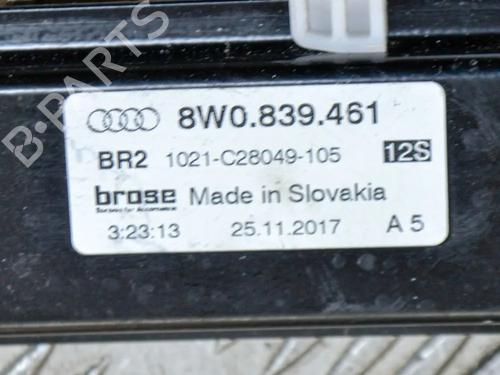 B-PARTS
8W0.839.461
BR2 1021-C28049-105 12S
brose Made in Slovakia
3:23:13 25.11.2017 A 5